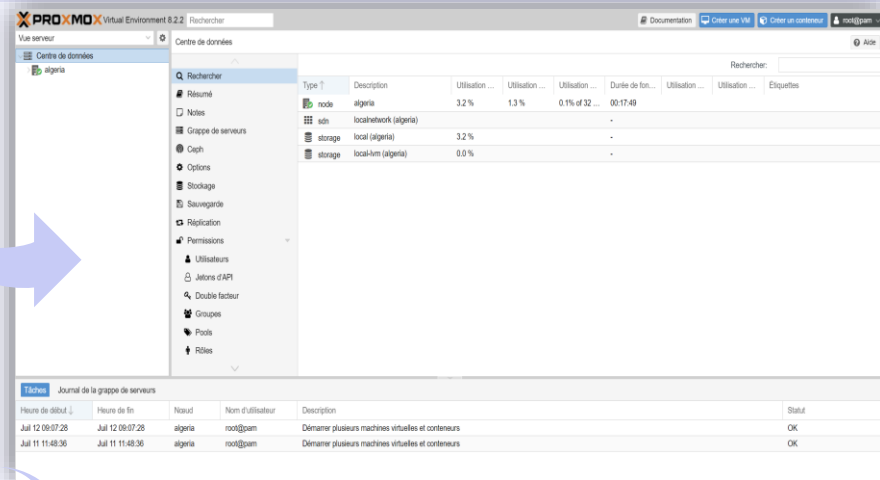 PROXMOX Virtual Environment 8.2.2 Rechercher Documentation Créer une VM Créer un conteneur root@pam
Vue serveur
Centre de données
algeria
Centre de données Aide
Rechercher
Résumé
Notes
Grappe de serveurs
Ceph
Options
Stockage
Sauvegarde
Réplication
Permissions
Utilisateurs
Jetons d'API
Double facteur
Groupes
Pools
Rôles
Rechercher:
Type ↑ Description Utilisation ... Utilisation ... Utilisation ... Durée de fon... Utilisation ... Utilisation ... Étiquettes
node algeria 3.2 % 1.3 % 0.1% of 32 ... 00:17:49
sdn localnetwork (algeria) -
storage local (algeria) 3.2 % -
storage local-lvm (algeria) 0.0 % -
Tâches Journal de la grappe de serveurs
Heure de début ↓ Heure de fin Nœud Nom d'utilisateur Description Statut
Juil 12 09:07:28 Juil 12 09:07:28 algeria root@pam Démarrer plusieurs machines virtuelles et conteneurs OK
Juil 11 11:48:36 Juil 11 11:48:36 algeria root@pam Démarrer plusieurs machines virtuelles et conteneurs OK